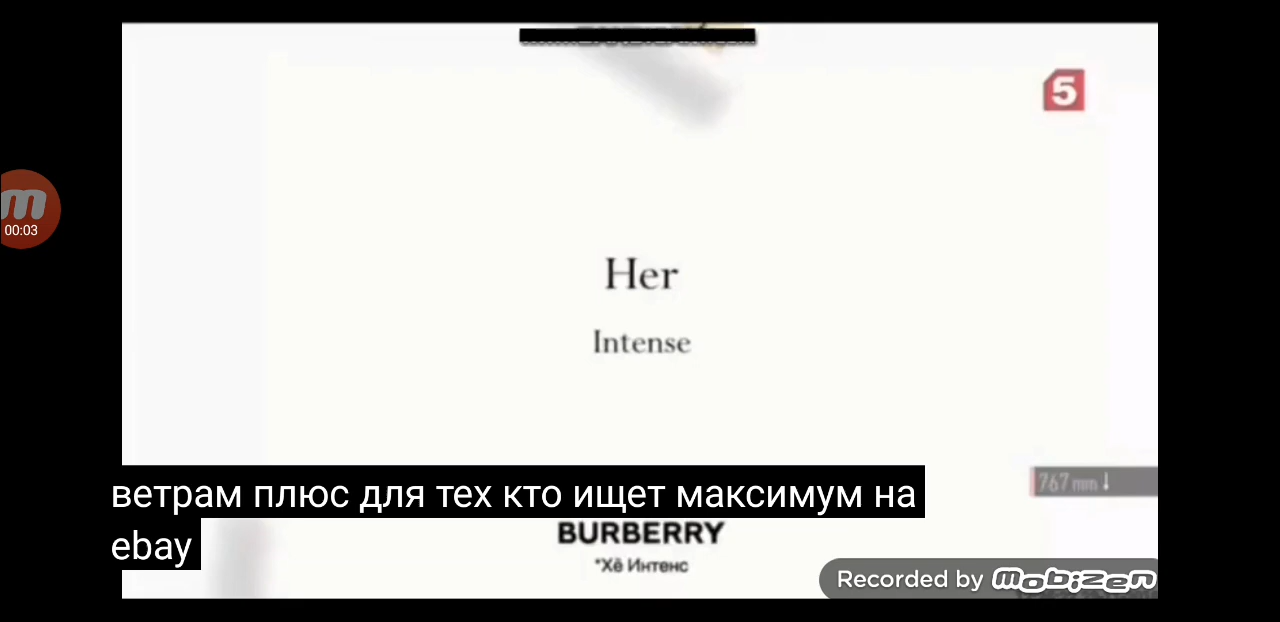 5
m
00:03
Her
Intense
767 mm ↓
ветрам плюс для тех кто ищет максимум на
ebay
BURBERRY
*Хё Интенс
Recorded by mobizen